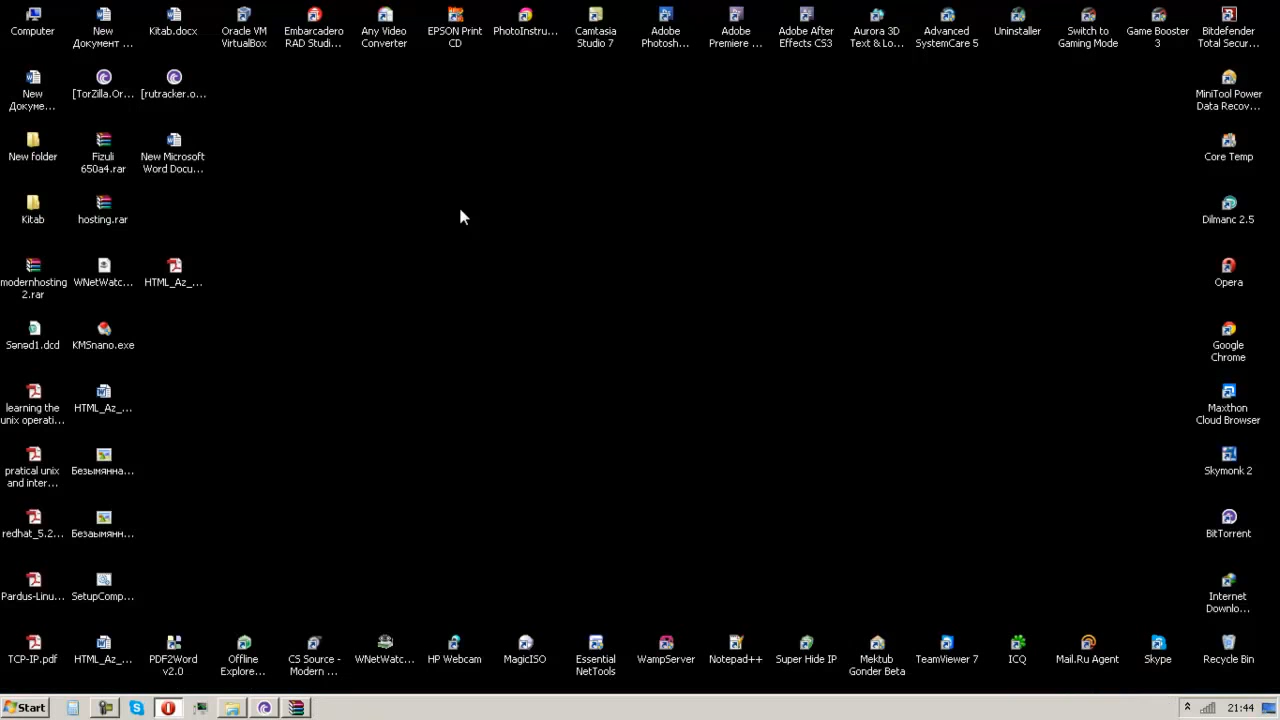 Computer
New
Документ ...
Kitab.docx
Oracle VM
VirtualBox
Embarcadero
RAD Studi...
Any Video
Converter
EPSON Print
CD
PhotoInstru...
Camtasia
Studio 7
Adobe
Photosh...
Adobe
Premiere ...
Adobe After
Effects CS3
Aurora 3D
Text & Lo...
Advanced
SystemCare 5
Uninstaller
Switch to
Gaming Mode
Game Booster
3
Bitdefender
Total Secur...
New
Докуме...
[TorZilla.Or...
[rutracker.o...
MiniTool Power
Data Recov...
New folder
Fizuli
650a4.rar
New Microsoft
Word Docu...
Core Temp
Kitab
hosting.rar
Dilmanc 2.5
modernhosting
2.rar
WNetWatc...
HTML_Az_...
Opera
Sənəd1.dcd
KMSnano.exe
Google
Chrome
learning the
unix operati...
HTML_Az_...
Maxthon
Cloud Browser
pratical unix
and inter...
Безымянна...
Skymonk 2
redhat_5.2...
Безаымянн...
BitTorrent
Pardus-Linu...
SetupComp...
Internet
Downlo...
TCP-IP.pdf
HTML_Az_...
PDF2Word
v2.0
Offline
Explore...
CS Source -
Modern ...
WNetWatc...
HP Webcam
MagicISO
Essential
NetTools
WampServer
Notepad++
Super Hide IP
Mektub
Gonder Beta
TeamViewer 7
ICQ
Mail.Ru Agent
Skype
Recycle Bin
Start
21:44